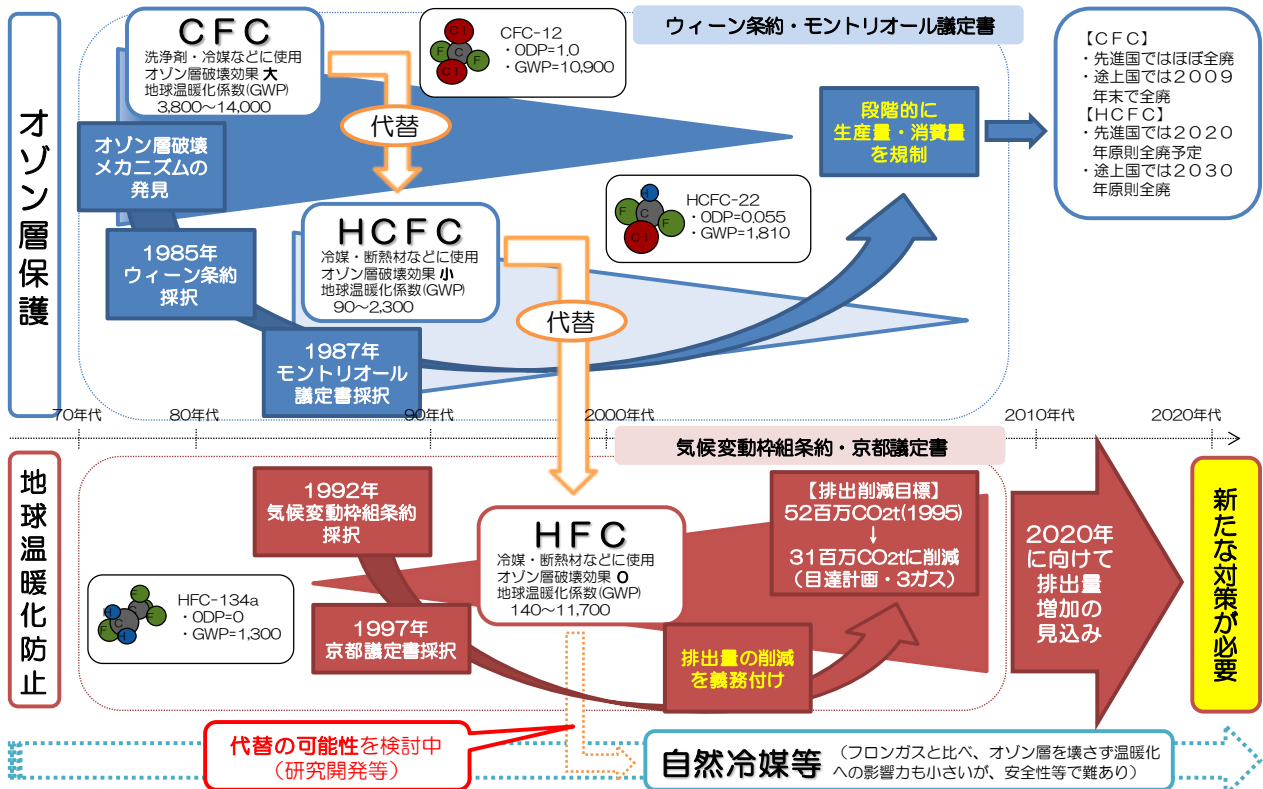 オゾン層保護
CFC
洗浄剤・冷媒などに使用
オゾン層破壊効果 大
地球温暖化係数(GWP)
3,800～14,000
代替
Cl
F
C
F
Cl
CFC-12
・ODP=1.0
・GWP=10,900
ウィーン条約・モントリオール議定書
オゾン層破壊
メカニズムの
発見
1985年
ウィーン条約
採択
1987年
モントリオール
議定書採択
HCFC
冷媒・断熱材などに使用
オゾン層破壊効果 小
地球温暖化係数(GWP)
90～2,300
代替
H
F
C
F
Cl
HCFC-22
・ODP=0.055
・GWP=1,810
段階的に
生産量・消費量
を規制
【CFC】
・先進国ではほぼ全廃
・途上国では2009
年末で全廃
【HCFC】
・先進国では2020
年原則全廃予定
・途上国では2030
年原則全廃
70年代
80年代
90年代
2000年代
2010年代
2020年代
地球温暖化防止
気候変動枠組条約・京都議定書
1992年
気候変動枠組条約
採択
1997年
京都議定書採択
F
H
F
C
F
H
HFC-134a
・ODP=0
・GWP=1,300
HFC
冷媒・断熱材などに使用
オゾン層破壊効果 0
地球温暖化係数(GWP)
140～11,700
【排出削減目標】
52百万CO2t(1995)
↓
31百万CO2tに削減
（目達計画・3ガス）
排出量の削減
を義務付け
2020年
に向けて
排出量
増加の
見込み
新たな対策が必要
代替の可能性を検討中
（研究開発等）
自然冷媒等
（フロンガスと比べ、オゾン層を壊さず温暖化
への影響力も小さいが、安全性等で難あり）